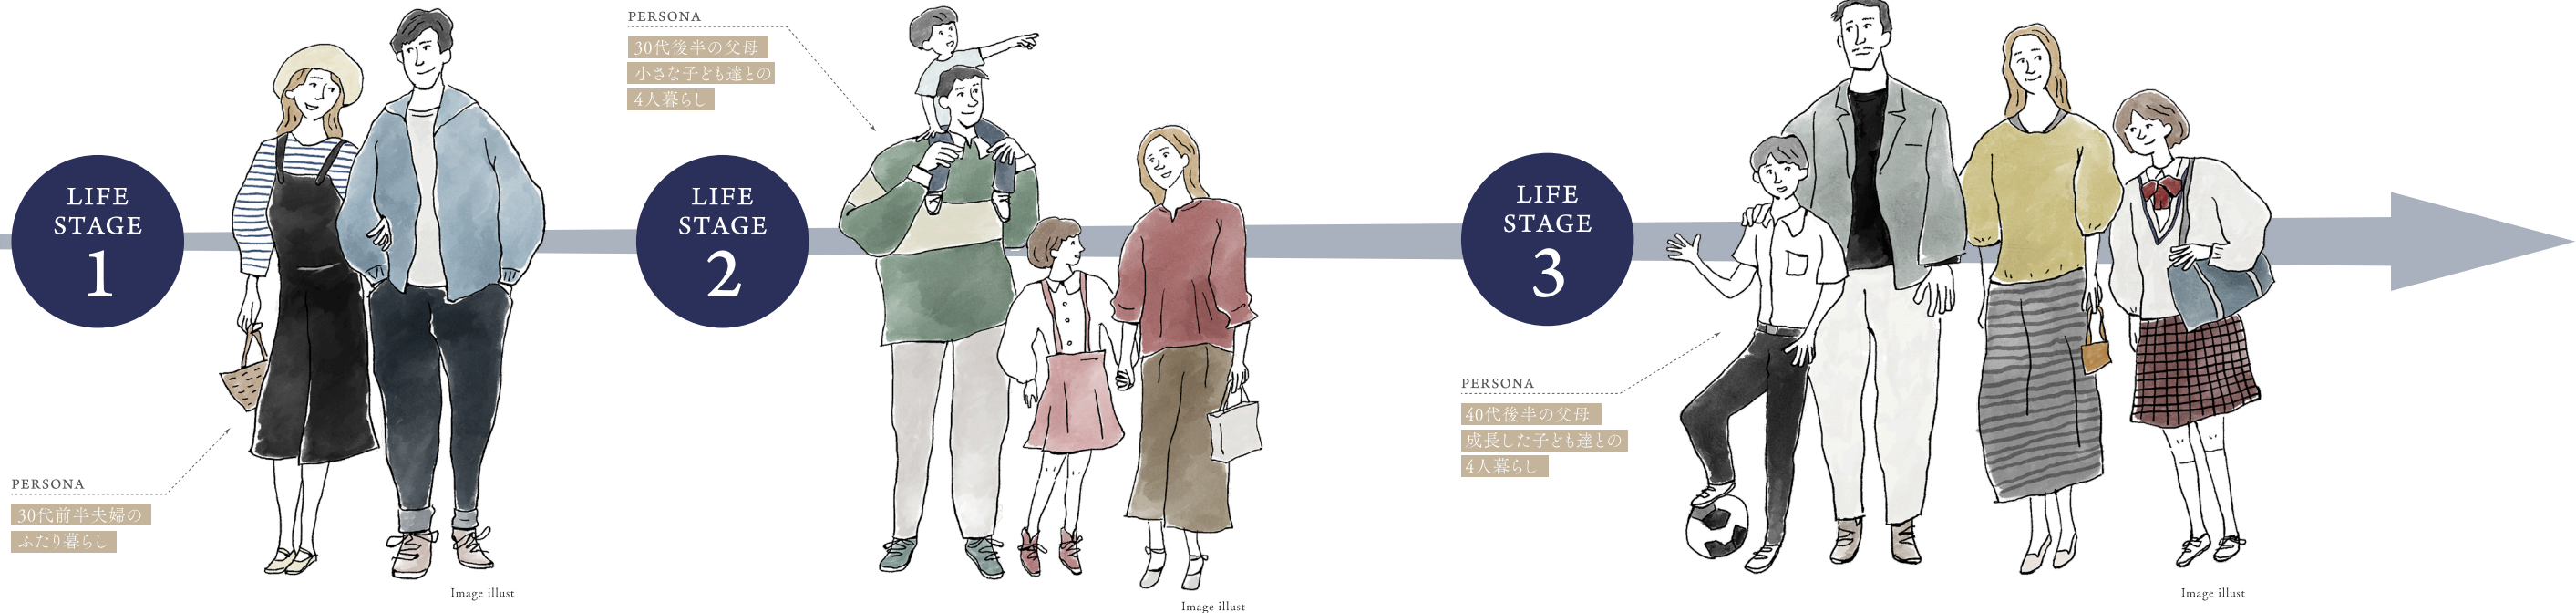 LIFE
STAGE
1
PERSONA
30代前半夫婦の
ふたり暮らし
Image illust
PERSONA
30代後半の父母
小さな子ども達との
4人暮らし
LIFE
STAGE
2
Image illust
LIFE
STAGE
3
PERSONA
40代後半の父母
成長した子ども達との
4人暮らし
Image illust